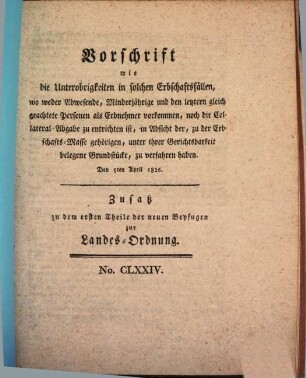 Vorschrift
wie
die Unterobrigkeiten in solchen Erbschaftsfällen,
wo weder Abwesende, Minderjährige und den letztern gleich
geachtete Personen als Erbnehmer vorkommen, noch die Col-
lateral-Abgabe zu entrichten ist, in Absicht der, zu der Erb-
schafts-Masse gehörigen, unter ihrer Gerichtsbarkeit
belegene Grundstücke, zu verfahren haben.
Den 5ten April 1826.
Zusatz
zu dem ersten Theile der neuen Beyfugen
zur
Landes-Ordnung.
No. CLXXIV.